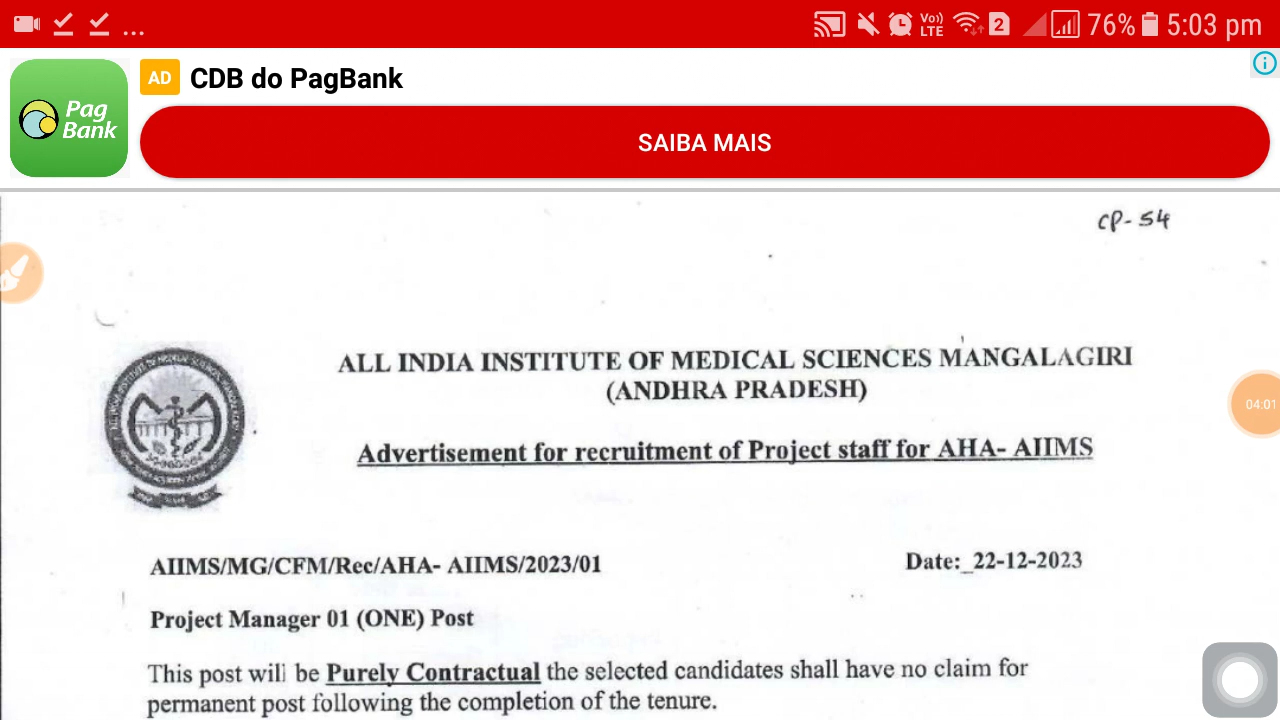 ... Vo) LTE 2 76% 5:03 pm
Pag Bank
AD CDB do PagBank
SAIBA MAIS
CP-54
ALL INDIA INSTITUTE OF MEDICAL SCIENCES MANGALAGIRI
(ANDHRA PRADESH)
Advertisement for recruitment of Project staff for AHA- AIIMS
AIIMS/MG/CFM/Rec/AHA- AIIMS/2023/01 Date:_22-12-2023
04:01
Project Manager 01 (ONE) Post
This post will be Purely Contractual the selected candidates shall have no claim for
permanent post following the completion of the tenure.